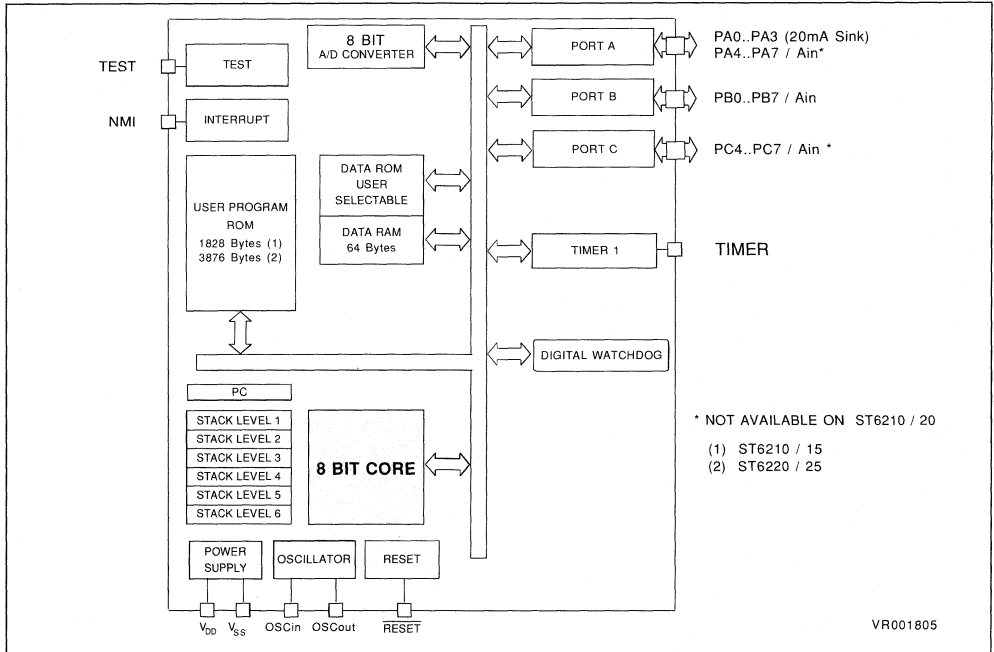 TEST
NMI
TEST
INTERRUPT
USER PROGRAM
ROM
1828 Bytes (1)
3876 Bytes (2)
8 BIT
A/D CONVERTER
DATA ROM
USER
SELECTABLE
DATA RAM
64 Bytes
PORT A
PORT B
PORT C
TIMER 1
DIGITAL WATCHDOG
PA0..PA3 (20mA Sink)
PA4..PA7 / Ain*
PB0..PB7 / Ain
PC4..PC7 / Ain *
TIMER
PC
STACK LEVEL 1
STACK LEVEL 2
STACK LEVEL 3
STACK LEVEL 4
STACK LEVEL 5
STACK LEVEL 6
8 BIT CORE
* NOT AVAILABLE ON ST6210 / 20
(1) ST6210 / 15
(2) ST6220 / 25
POWER
SUPPLY
OSCILLATOR
RESET
VDD
VSS
OSCin
OSCout
RESET
VR001805